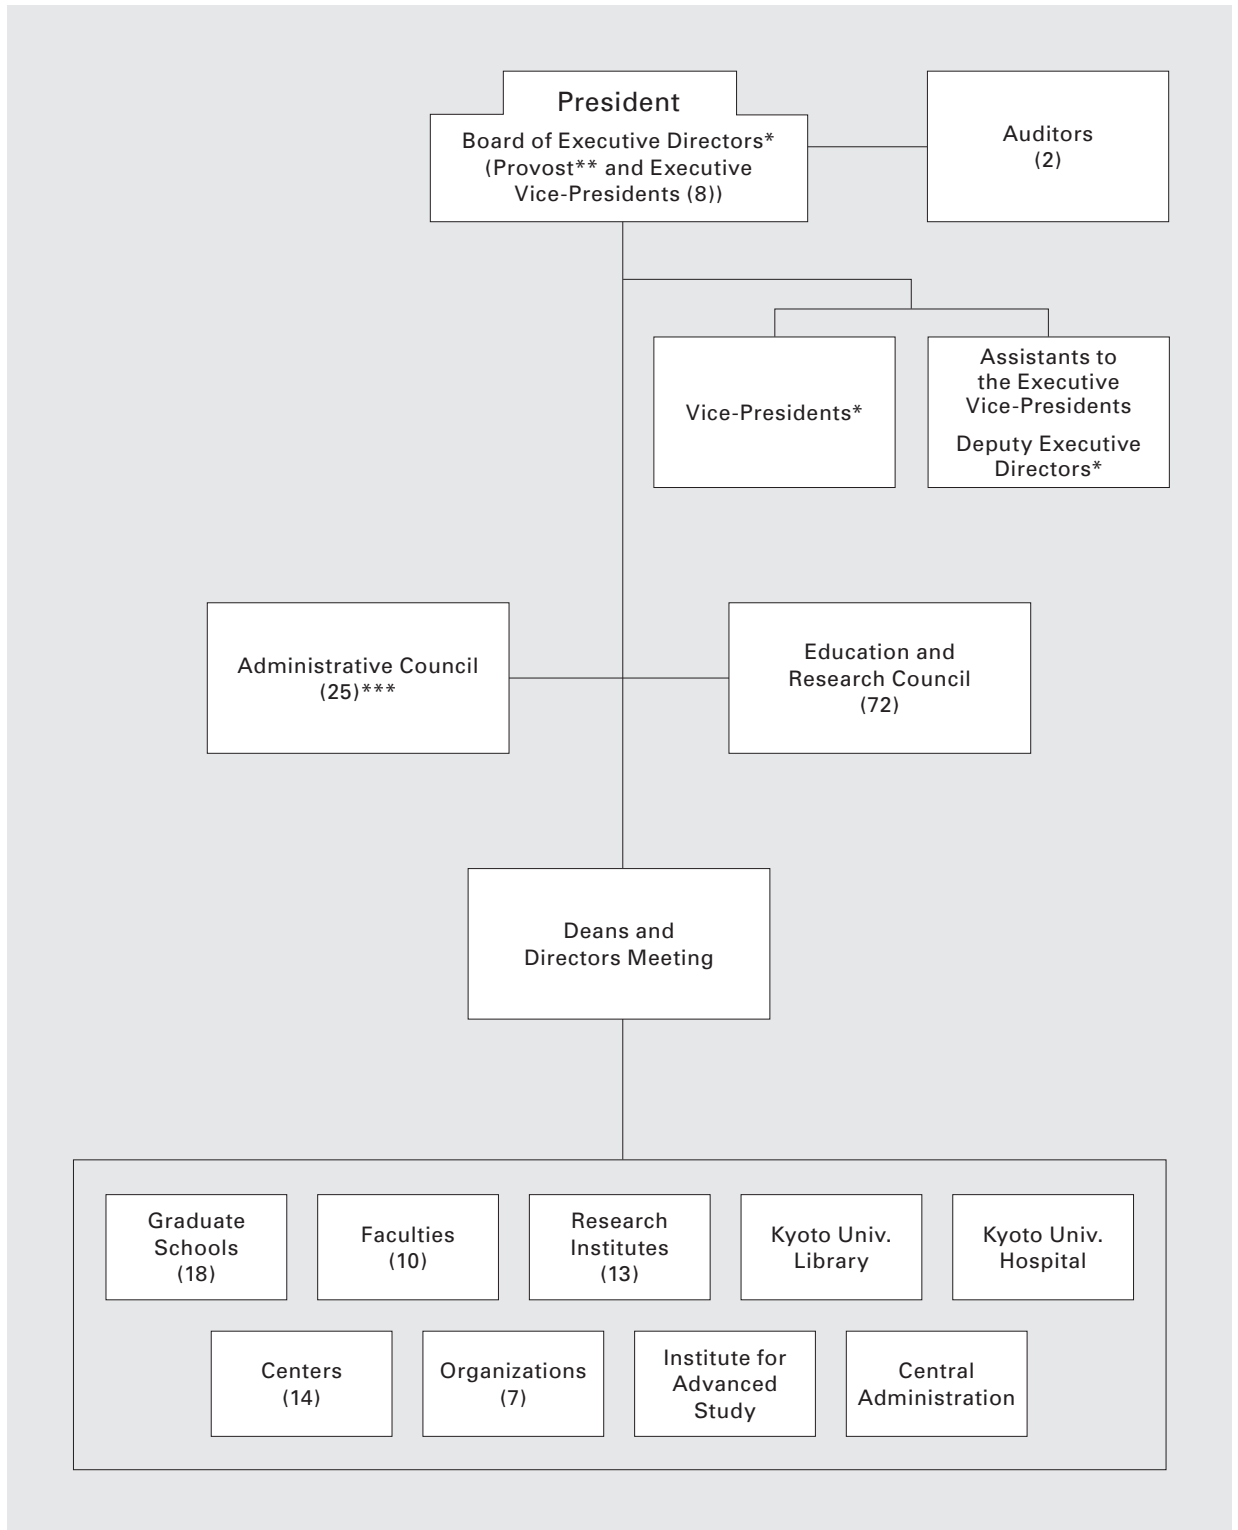 President
Board of Executive Directors*
(Provost** and Executive
Vice-Presidents (8))
Auditors
(2)
Vice-Presidents*
Assistants to
the Executive
Vice-Presidents
Deputy Executive
Directors*
Administrative Council
(25)***
Education and
Research Council
(72)
Deans and
Directors Meeting
Graduate
Schools
(18)
Faculties
(10)
Research
Institutes
(13)
Kyoto Univ.
Library
Kyoto Univ.
Hospital
Centers
(14)
Organizations
(7)
Institute for
Advanced
Study
Central
Administration